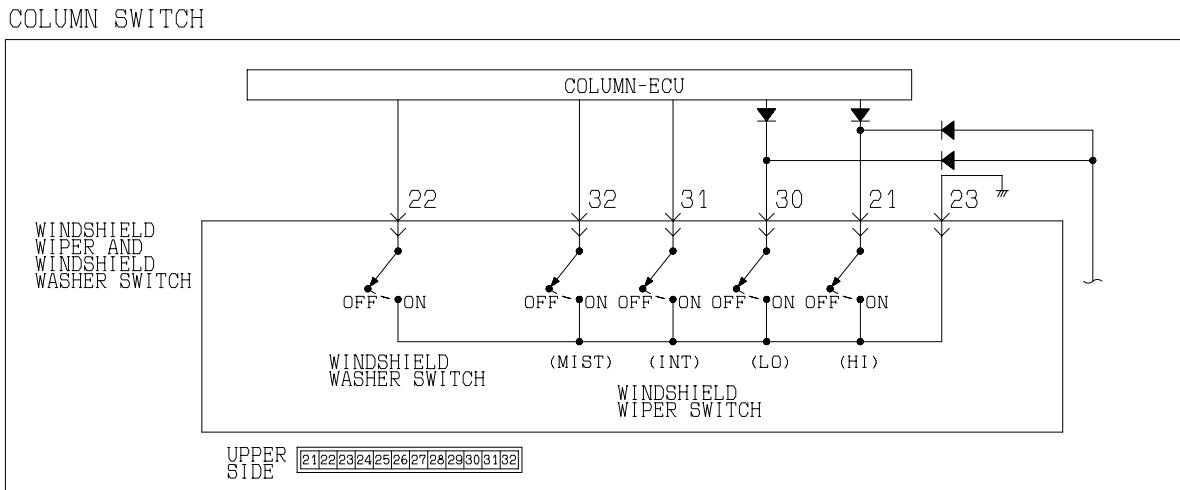 COLUMN SWITCH
COLUMN-ECU
22 32 31 30 21 23
WINDSHIELD
WIPER AND
WINDSHIELD
WASHER SWITCH
OFF ON OFF ON OFF ON OFF ON OFF ON
WINDSHIELD
WASHER SWITCH
(MIST) (INT) (LO) (HI)
WINDSHIELD
WIPER SWITCH
UPPER
SIDE
21 22 23 24 25 26 27 28 29 30 31 32